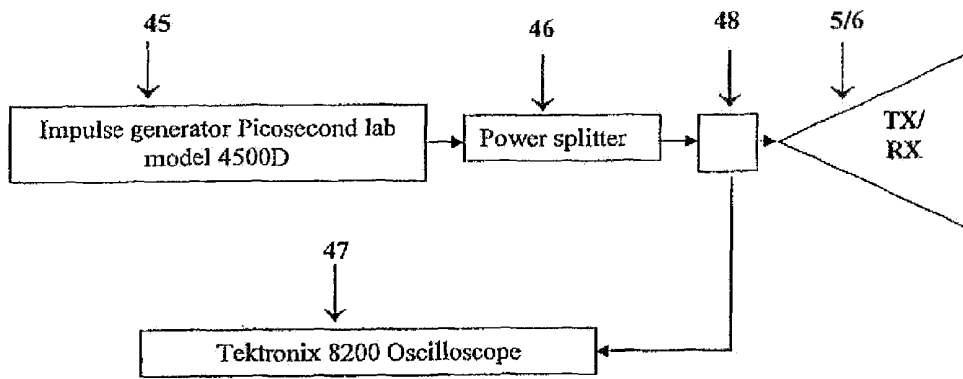 45
46
48
5/6
Impulse generator Picosecond lab
model 4500D
Power splitter
TX/
RX
47
Tektronix 8200 Oscilloscope